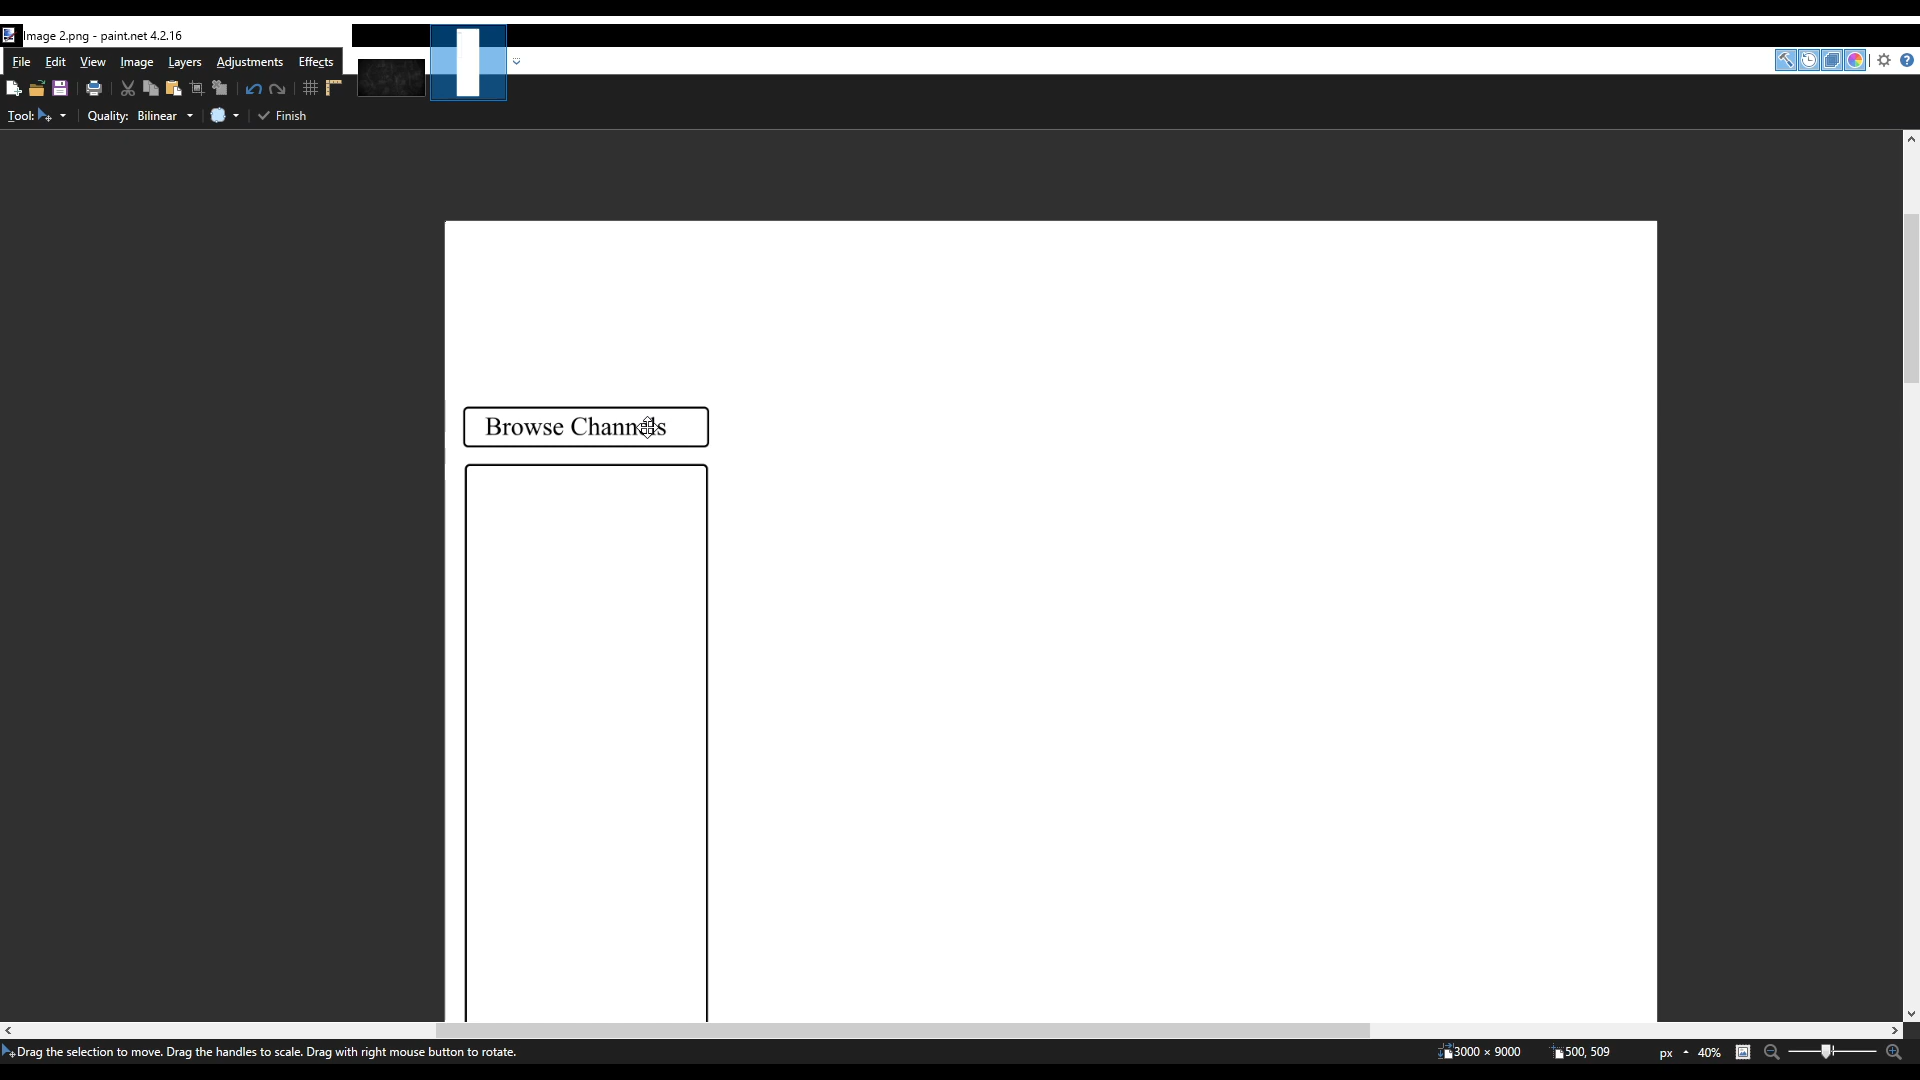 Image 2.png - paint.net 4.2.16
File Edit View Image Layers Adjustments Effects
Tool: Quality: Bilinear Finish
Browse Channels
Drag the selection to move. Drag the handles to scale. Drag with right mouse button to rotate. 3000 × 9000 500, 509 px 40%